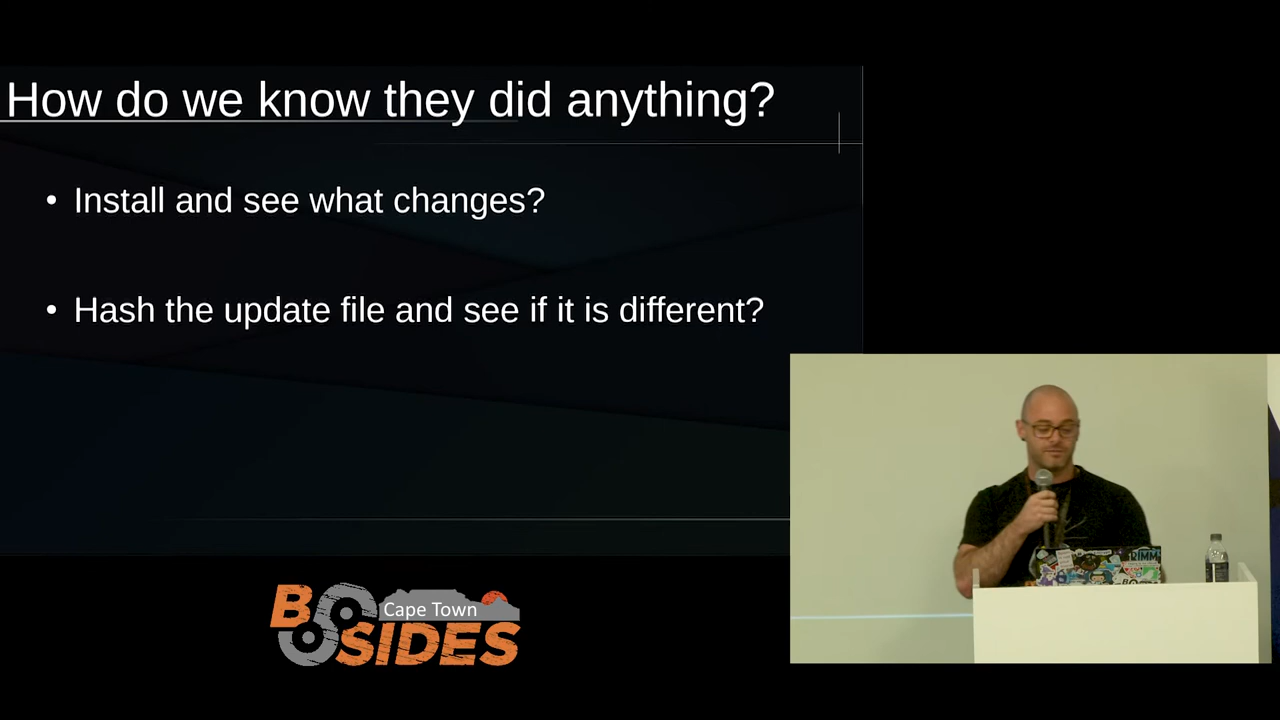 How do we know they did anything?
• Install and see what changes?
• Hash the update file and see if it is different?
BSIDES
Cape Town